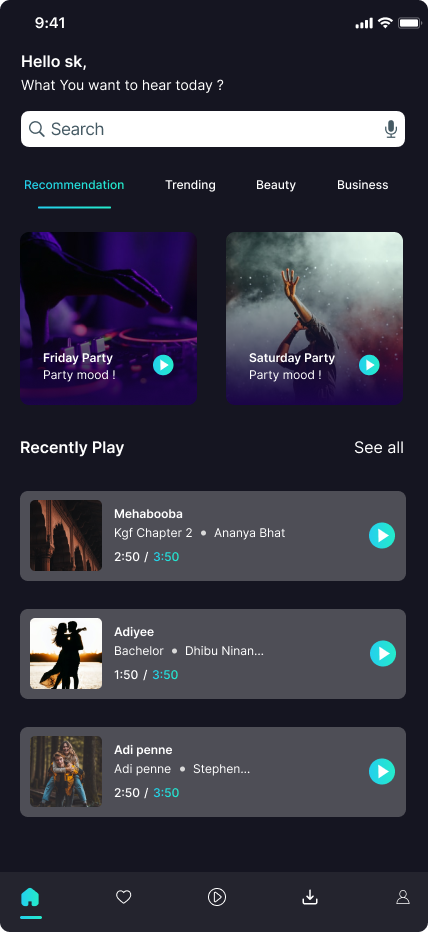 9:41
Hello sk,
What You want to hear today ?
Search
Recommendation Trending Beauty Business
Friday Party
Party mood !
Saturday Party
Party mood !
Recently Play See all
Mehabooba
Kgf Chapter 2 • Ananya Bhat
2:50 / 3:50
Adiyee
Bachelor • Dhibu Ninan...
1:50 / 3:50
Adi penne
Adi penne • Stephen...
2:50 / 3:50